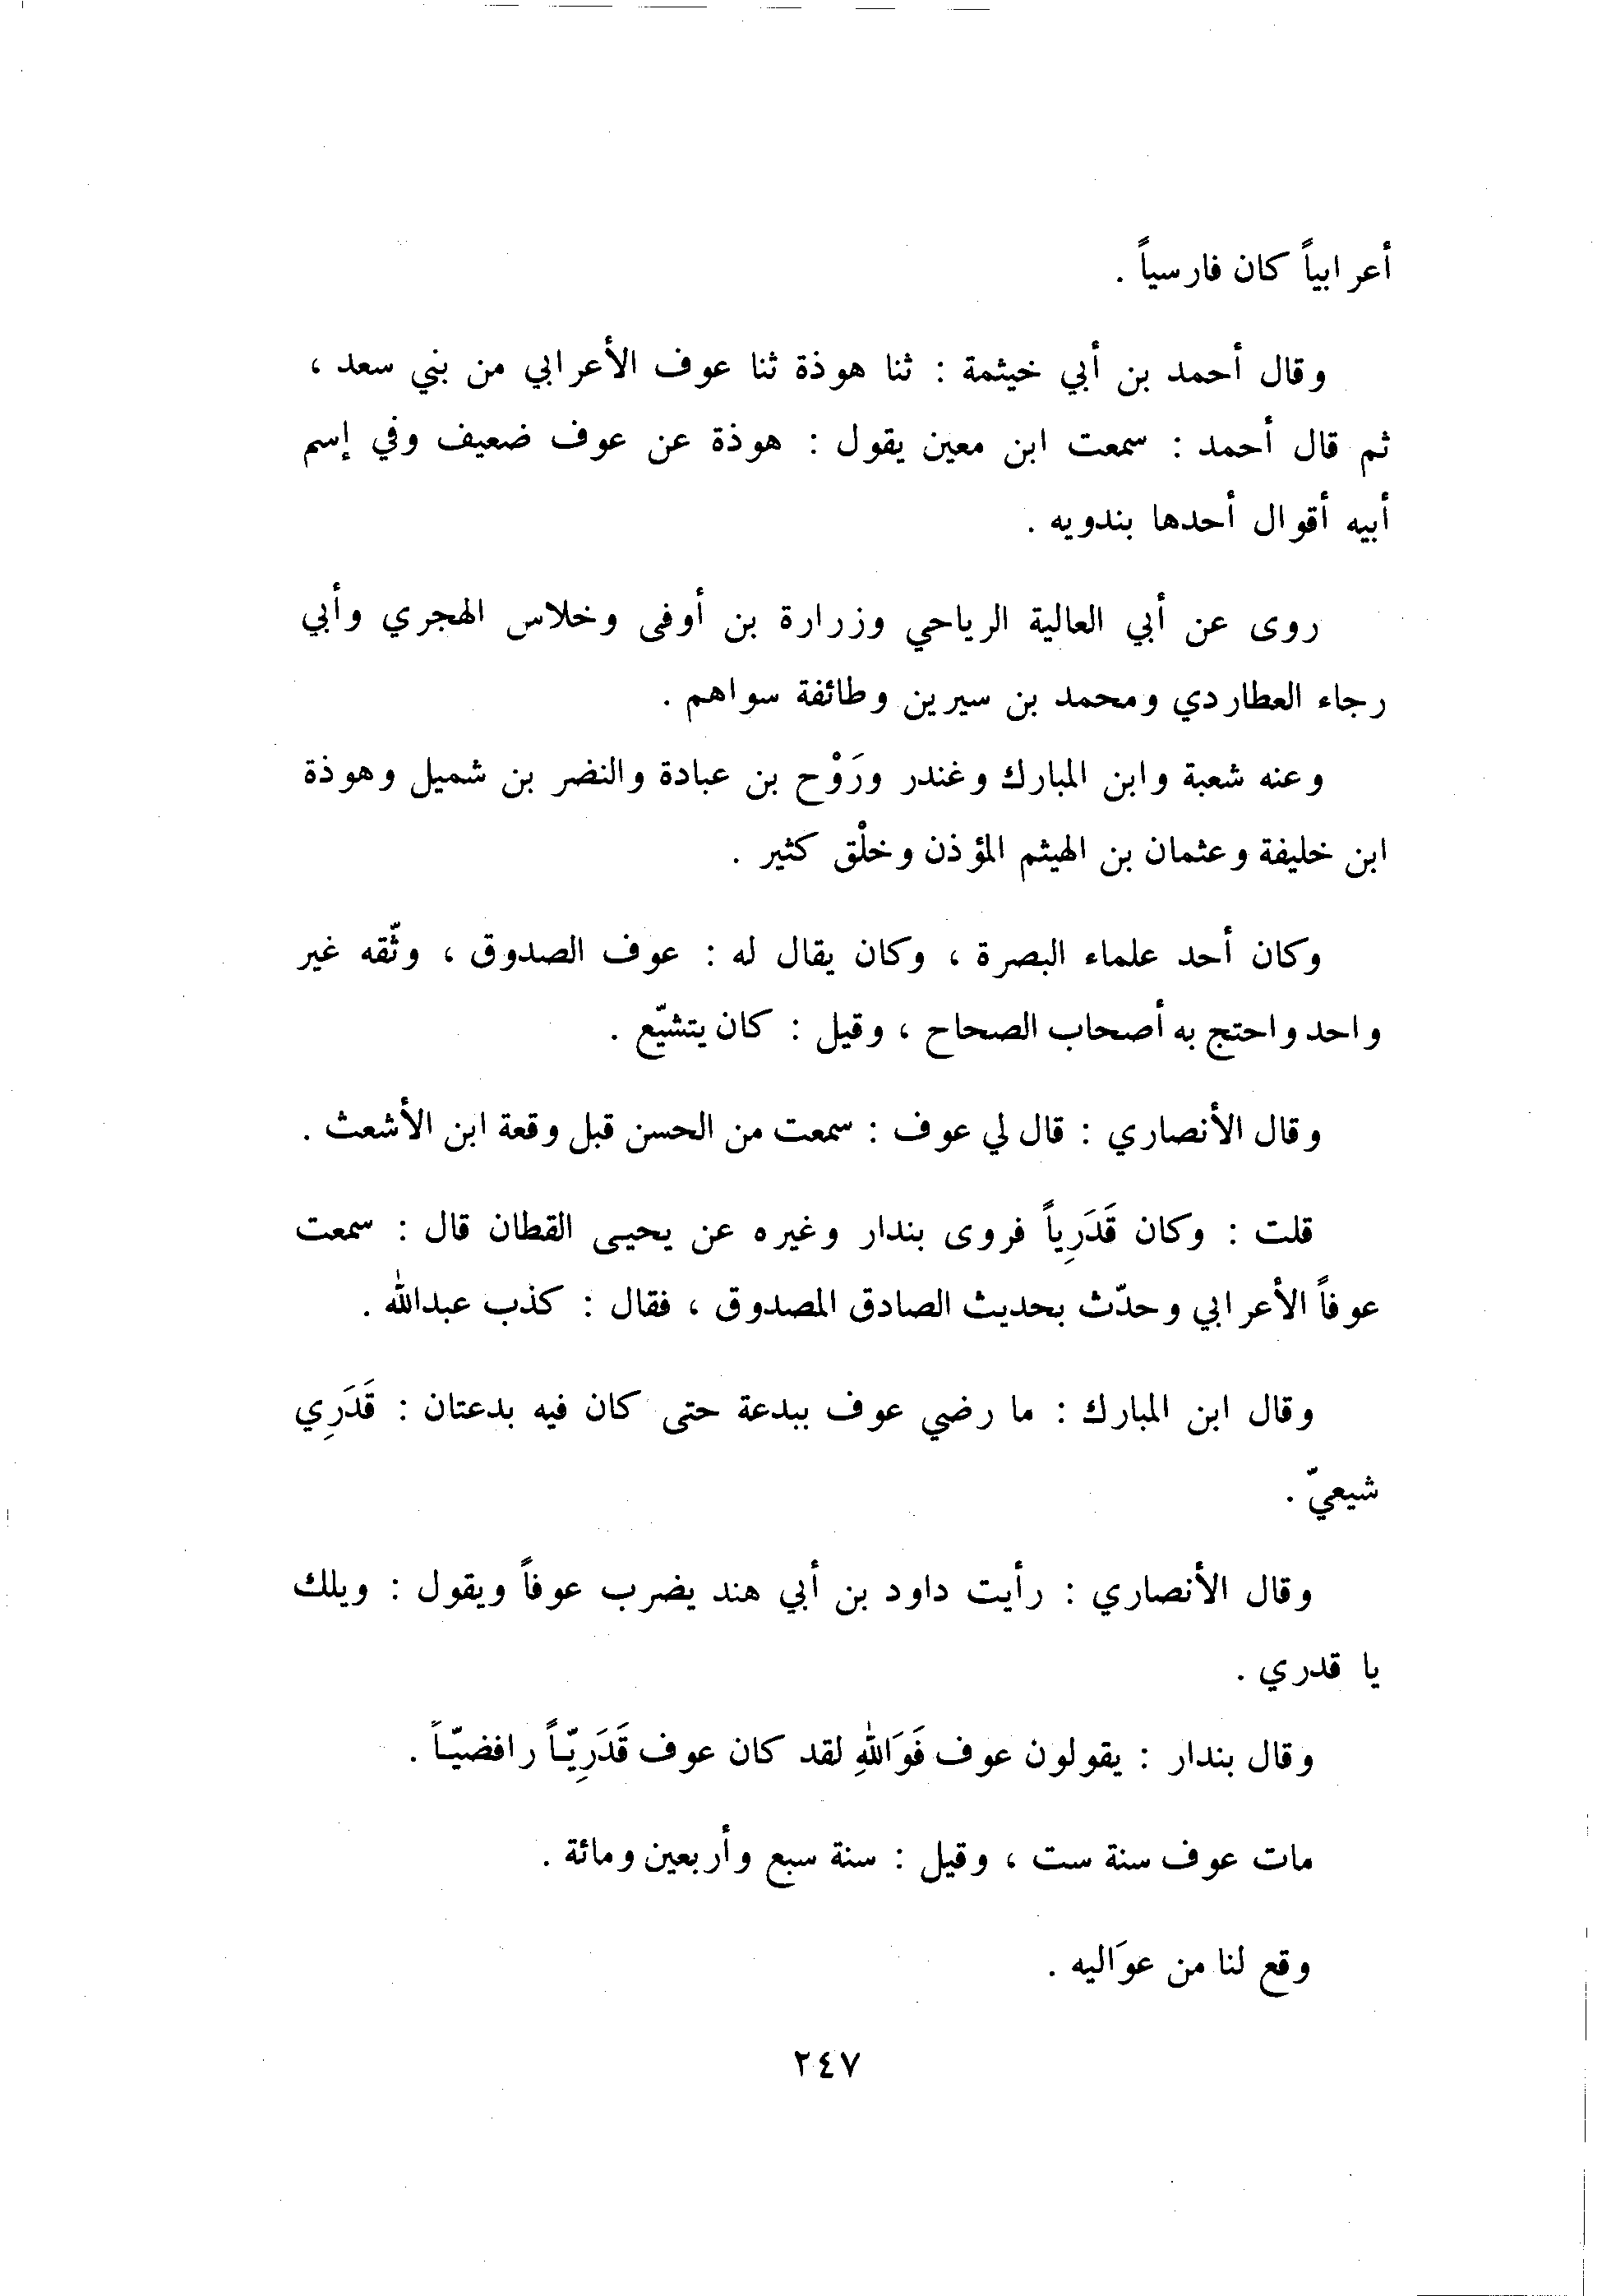 أعرابياً كان فارسياً .
وقال أحمد بن أبي خيثمة : ثنا هوذة ثنا عوف الأعرابي من بني سعد ،
ثم قال أحمد : سمعت ابن معين يقول : هوذة عن عوف ضعيف وفي إسم
أبيه أقوال أحدها بندويه .
روى عن أبي العالية الرياحي وزرارة بن أوفى وخلاس الهجري وأبي
رجاء العطاردي ومحمد بن سيرين وطائفة سواهم .
وعنه شعبة وابن المبارك وغندر ورَوْح بن عبادة والنضر بن شميل وهوذة
ابن خليفة وعثمان بن الهيثم المؤذن وخلْق كثير .
وكان أحد علماء البصرة ، وكان يقال له : عوف الصدوق ، وثّقه غير
واحد واحتج به أصحاب الصحاح ، وقيل : كان يتشيّع .
وقال الأنصاري : قال لي عوف : سمعت من الحسن قبل وقعة ابن الأشعث .
قلت : وكان قَدَرِياً فروى بندار وغيره عن يحيى القطان قال : سمعت
عوفاً الأعرابي وحدّث بحديث الصادق المصدوق ، فقال : كذب عبدالله .
وقال ابن المبارك : ما رضي عوف ببدعة حتى كان فيه بدعتان : قَدَرِي
شيعيّ .
وقال الأنصاري : رأيت داود بن أبي هند يضرب عوفاً ويقول : ويلك
يا قدري .
وقال بندار : يقولون عوف فَوَاللهِ لقد كان عوف قَدَرِيّاً رافضيّاً .
مات عوف سنة ست ، وقيل : سنة سبع وأربعين ومائة .
وقع لنا من عوَاليه .
٢٤٧